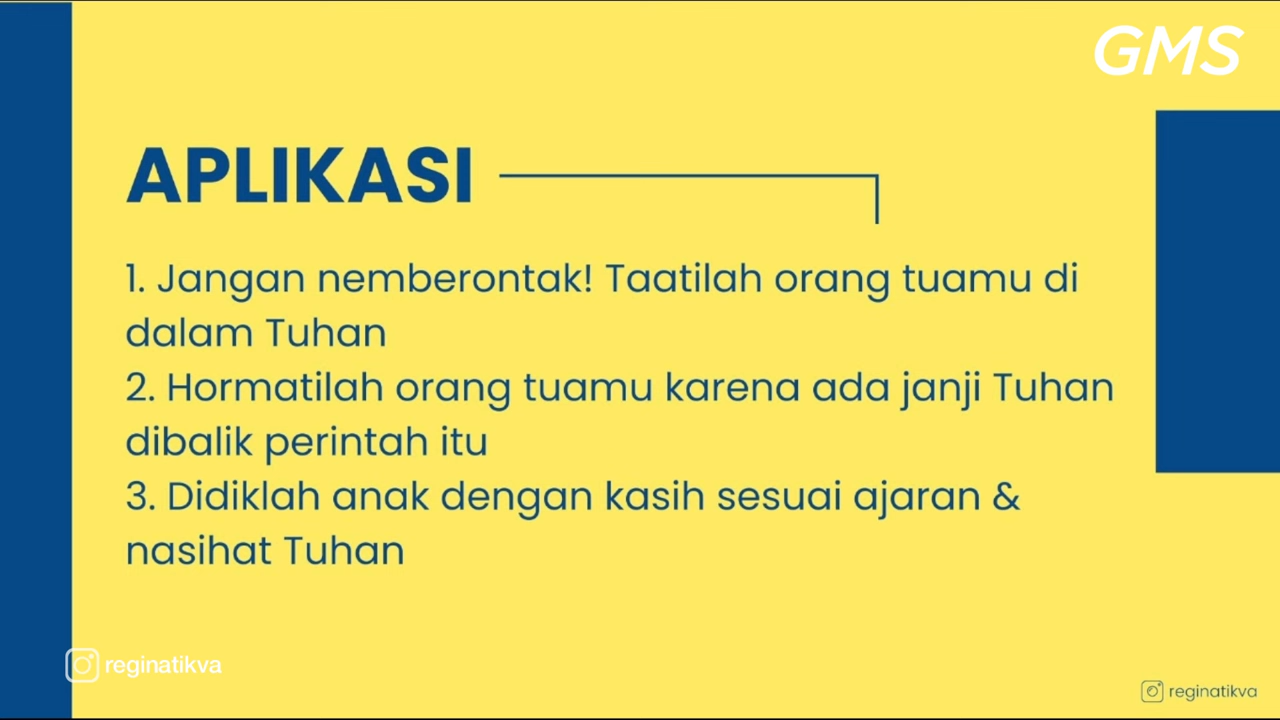 GMS
APLIKASI
1. Jangan nemberontak! Taatilah orang tuamu di
dalam Tuhan
2. Hormatilah orang tuamu karena ada janji Tuhan
dibalik perintah itu
3. Didiklah anak dengan kasih sesuai ajaran &
nasihat Tuhan
reginatikva
reginatikva